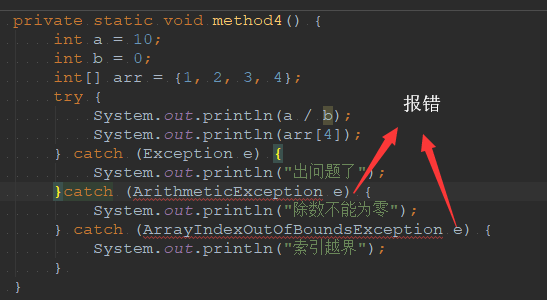 private static void method4() {
int a = 10;
int b = 0;
int[] arr = {1, 2, 3, 4};
try {
System.out.println(a / b);
报错
System.out.println(arr[4]);
} catch (Exception e) {
System.out.println("出问题了");
}catch (ArithmeticException e) {
System.out.println("除数不能为零");
} catch (ArrayIndexOutOfBoundsException e) {
System.out.println("索引越界");
}
}